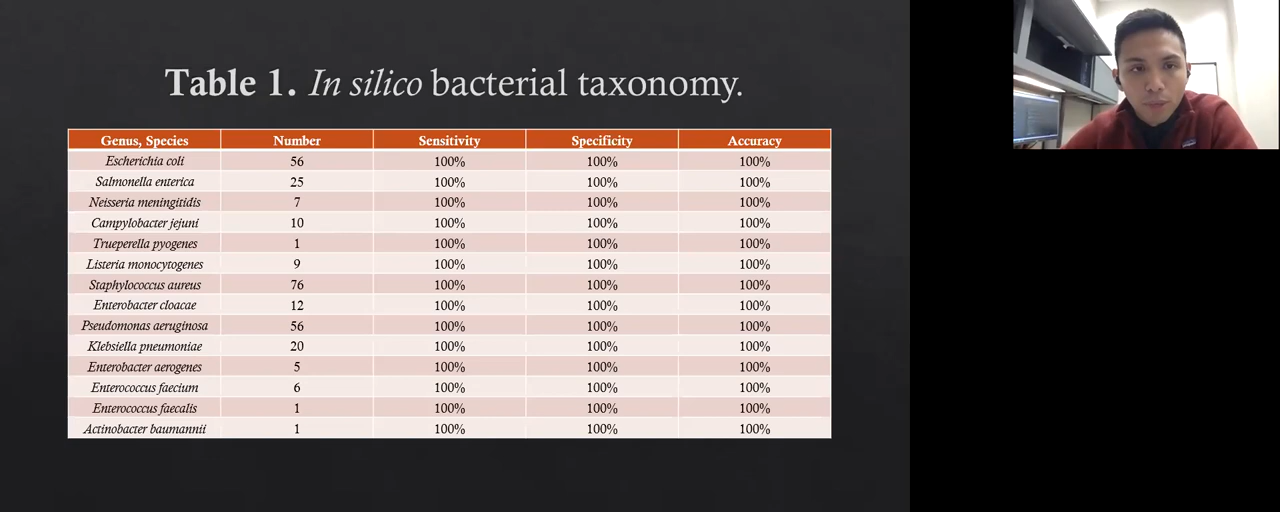 Table 1. In silico bacterial taxonomy.
Genus, Species Number Sensitivity Specificity Accuracy
Escherichia coli 56 100% 100% 100%
Salmonella enterica 25 100% 100% 100%
Neisseria meningitidis 7 100% 100% 100%
Campylobacter jejuni 10 100% 100% 100%
Trueperella pyogenes 1 100% 100% 100%
Listeria monocytogenes 9 100% 100% 100%
Staphylococcus aureus 76 100% 100% 100%
Enterobacter cloacae 12 100% 100% 100%
Pseudomonas aeruginosa 56 100% 100% 100%
Klebsiella pneumoniae 20 100% 100% 100%
Enterobacter aerogenes 5 100% 100% 100%
Enterococcus faecium 6 100% 100% 100%
Enterococcus faecalis 1 100% 100% 100%
Actinobacter baumannii 1 100% 100% 100%